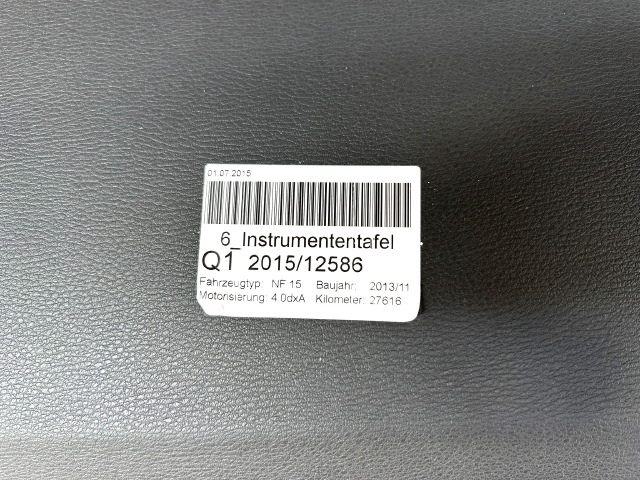 01.07.2015
6_Instrumententafel
Q1 2015/12586
Fahrzeugtyp: NF 15 Baujahr: 2013/11
Motorisierung: 4.0dxA Kilometer: 27616